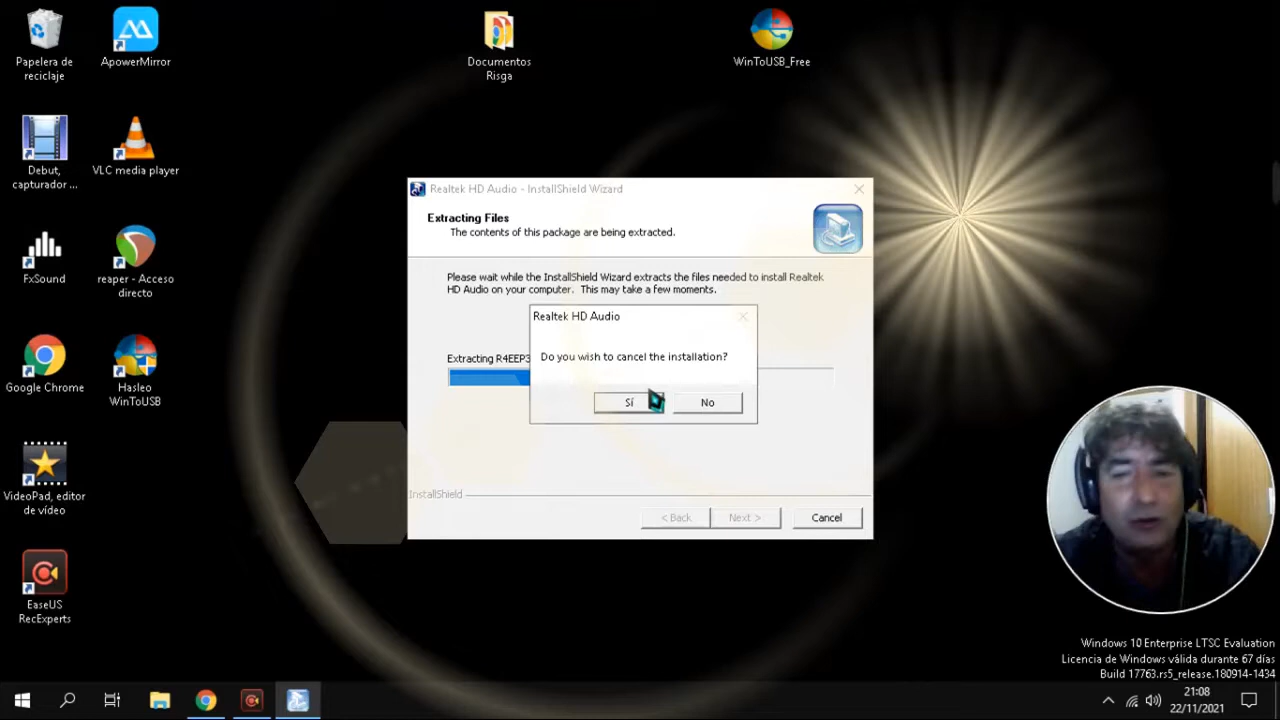 Papelera de
reciclaje
ApowerMirror
Documentos
Risga
WinToUSB_Free
Debut,
capturador ...
VLC media player
FxSound
reaper - Acceso
directo
Google Chrome
Hasleo
WinToUSB
VideoPad, editor
de vídeo
EaseUS
RecExperts
Realtek HD Audio - InstallShield Wizard
Extracting Files
The contents of this package are being extracted.
Please wait while the InstallShield Wizard extracts the files needed to install Realtek
HD Audio on your computer. This may take a few moments.
Extracting R4EEP3
Realtek HD Audio
Do you wish to cancel the installation?
Sí
No
InstallShield
< Back
Next >
Cancel
Windows 10 Enterprise LTSC Evaluation
Licencia de Windows válida durante 67 días
Build 17763.rs5_release.180914-1434
21:08
22/11/2021